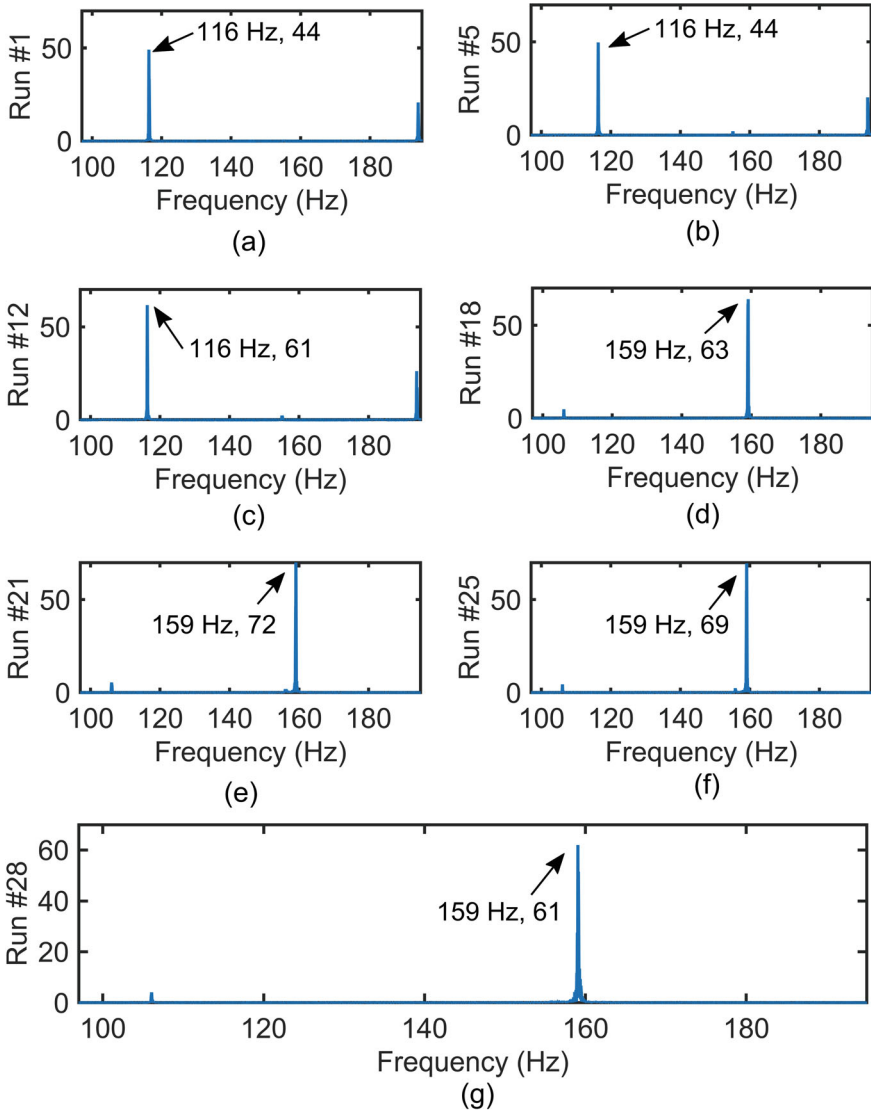 Run #1
50
0
116 Hz, 44
100 120 140 160 180
Frequency (Hz)
(a)
Run #5
50
0
116 Hz, 44
100 120 140 160 180
Frequency (Hz)
(b)
Run #12
50
0
116 Hz, 61
100 120 140 160 180
Frequency (Hz)
(c)
Run #18
50
0
159 Hz, 63
100 120 140 160 180
Frequency (Hz)
(d)
Run #21
50
0
159 Hz, 72
100 120 140 160 180
Frequency (Hz)
(e)
Run #25
50
0
159 Hz, 69
100 120 140 160 180
Frequency (Hz)
(f)
Run #28
60
40
20
0
159 Hz, 61
100 120 140 160 180
Frequency (Hz)
(g)